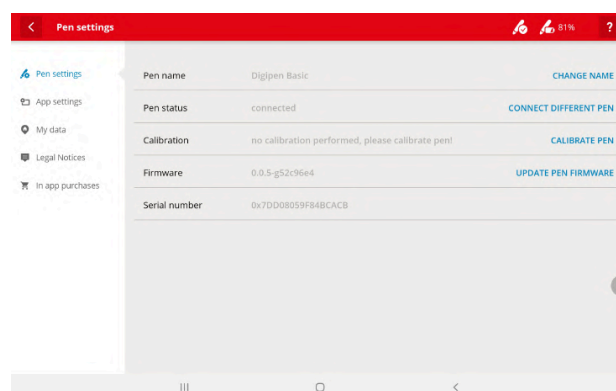 Pen settings
81% ?
Pen settings
App settings
My data
Legal Notices
In app purchases
Pen name Digipen Basic CHANGE NAME
Pen status connected CONNECT DIFFERENT PEN
Calibration no calibration performed, please calibrate pen! CALIBRATE PEN
Firmware 0.0.5-g52c96e4 UPDATE PEN FIRMWARE
Serial number 0x7DD08059F84BCACB